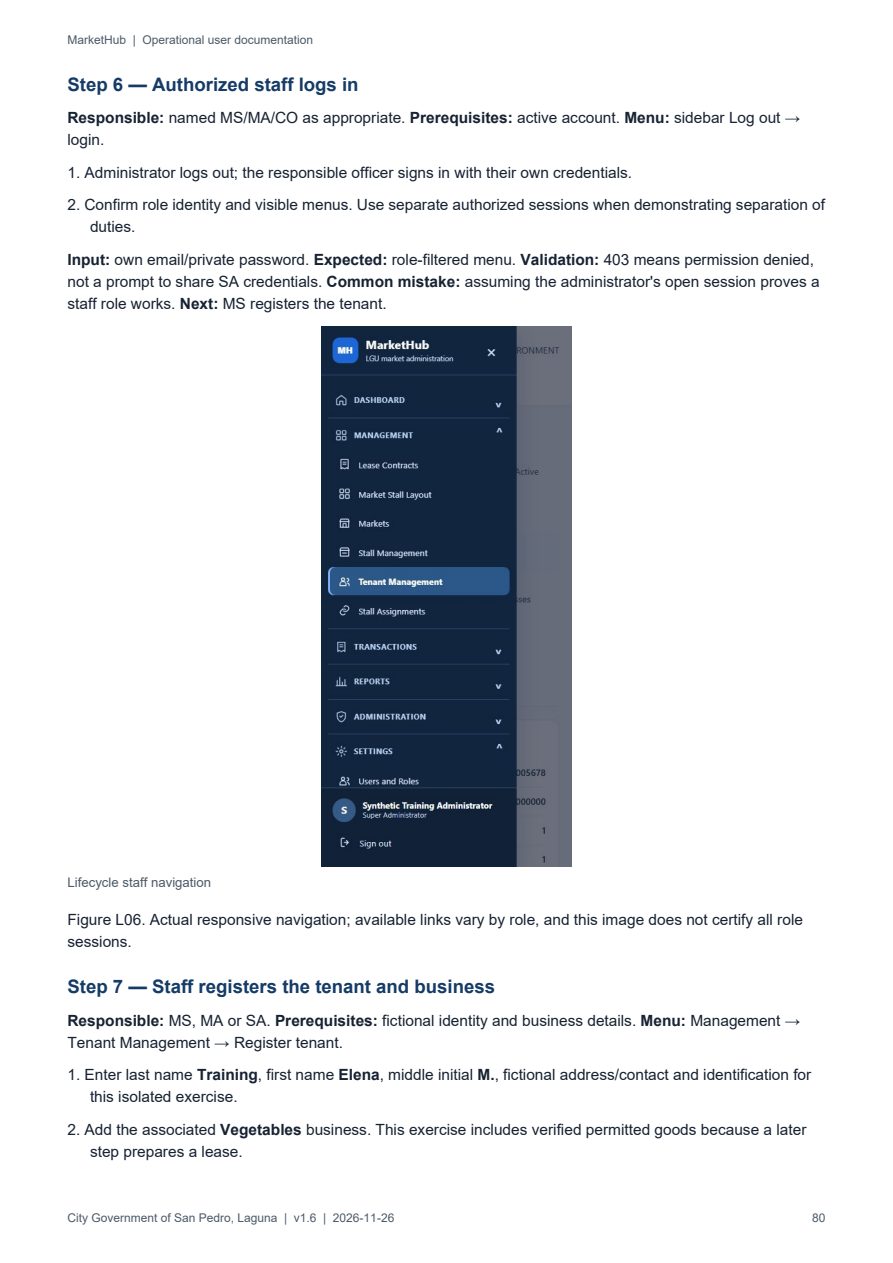 MarketHub | Operational user documentation
Step 6 — Authorized staff logs in
Responsible: named MS/MA/CO as appropriate. Prerequisites: active account. Menu: sidebar Log out →
login.
1. Administrator logs out; the responsible officer signs in with their own credentials.
2. Confirm role identity and visible menus. Use separate authorized sessions when demonstrating separation of
duties.
Input: own email/private password. Expected: role-filtered menu. Validation: 403 means permission denied,
not a prompt to share SA credentials. Common mistake: assuming the administrator's open session proves a
staff role works. Next: MS registers the tenant.
MH
MarketHub
LGU market administration
×
RONMENT
DASHBOARD
MANAGEMENT
Lease Contracts
Active
Market Stall Layout
Markets
Stall Management
Tenant Management
sses
Stall Assignments
TRANSACTIONS
REPORTS
ADMINISTRATION
SETTINGS
005678
Users and Roles
000000
S
Synthetic Training Administrator
Super Administrator
1
Sign out
1
Lifecycle staff navigation
Figure L06. Actual responsive navigation; available links vary by role, and this image does not certify all role
sessions.
Step 7 — Staff registers the tenant and business
Responsible: MS, MA or SA. Prerequisites: fictional identity and business details. Menu: Management →
Tenant Management → Register tenant.
1. Enter last name Training, first name Elena, middle initial M., fictional address/contact and identification for
this isolated exercise.
2. Add the associated Vegetables business. This exercise includes verified permitted goods because a later
step prepares a lease.
City Government of San Pedro, Laguna | v1.6 | 2026-11-26
80